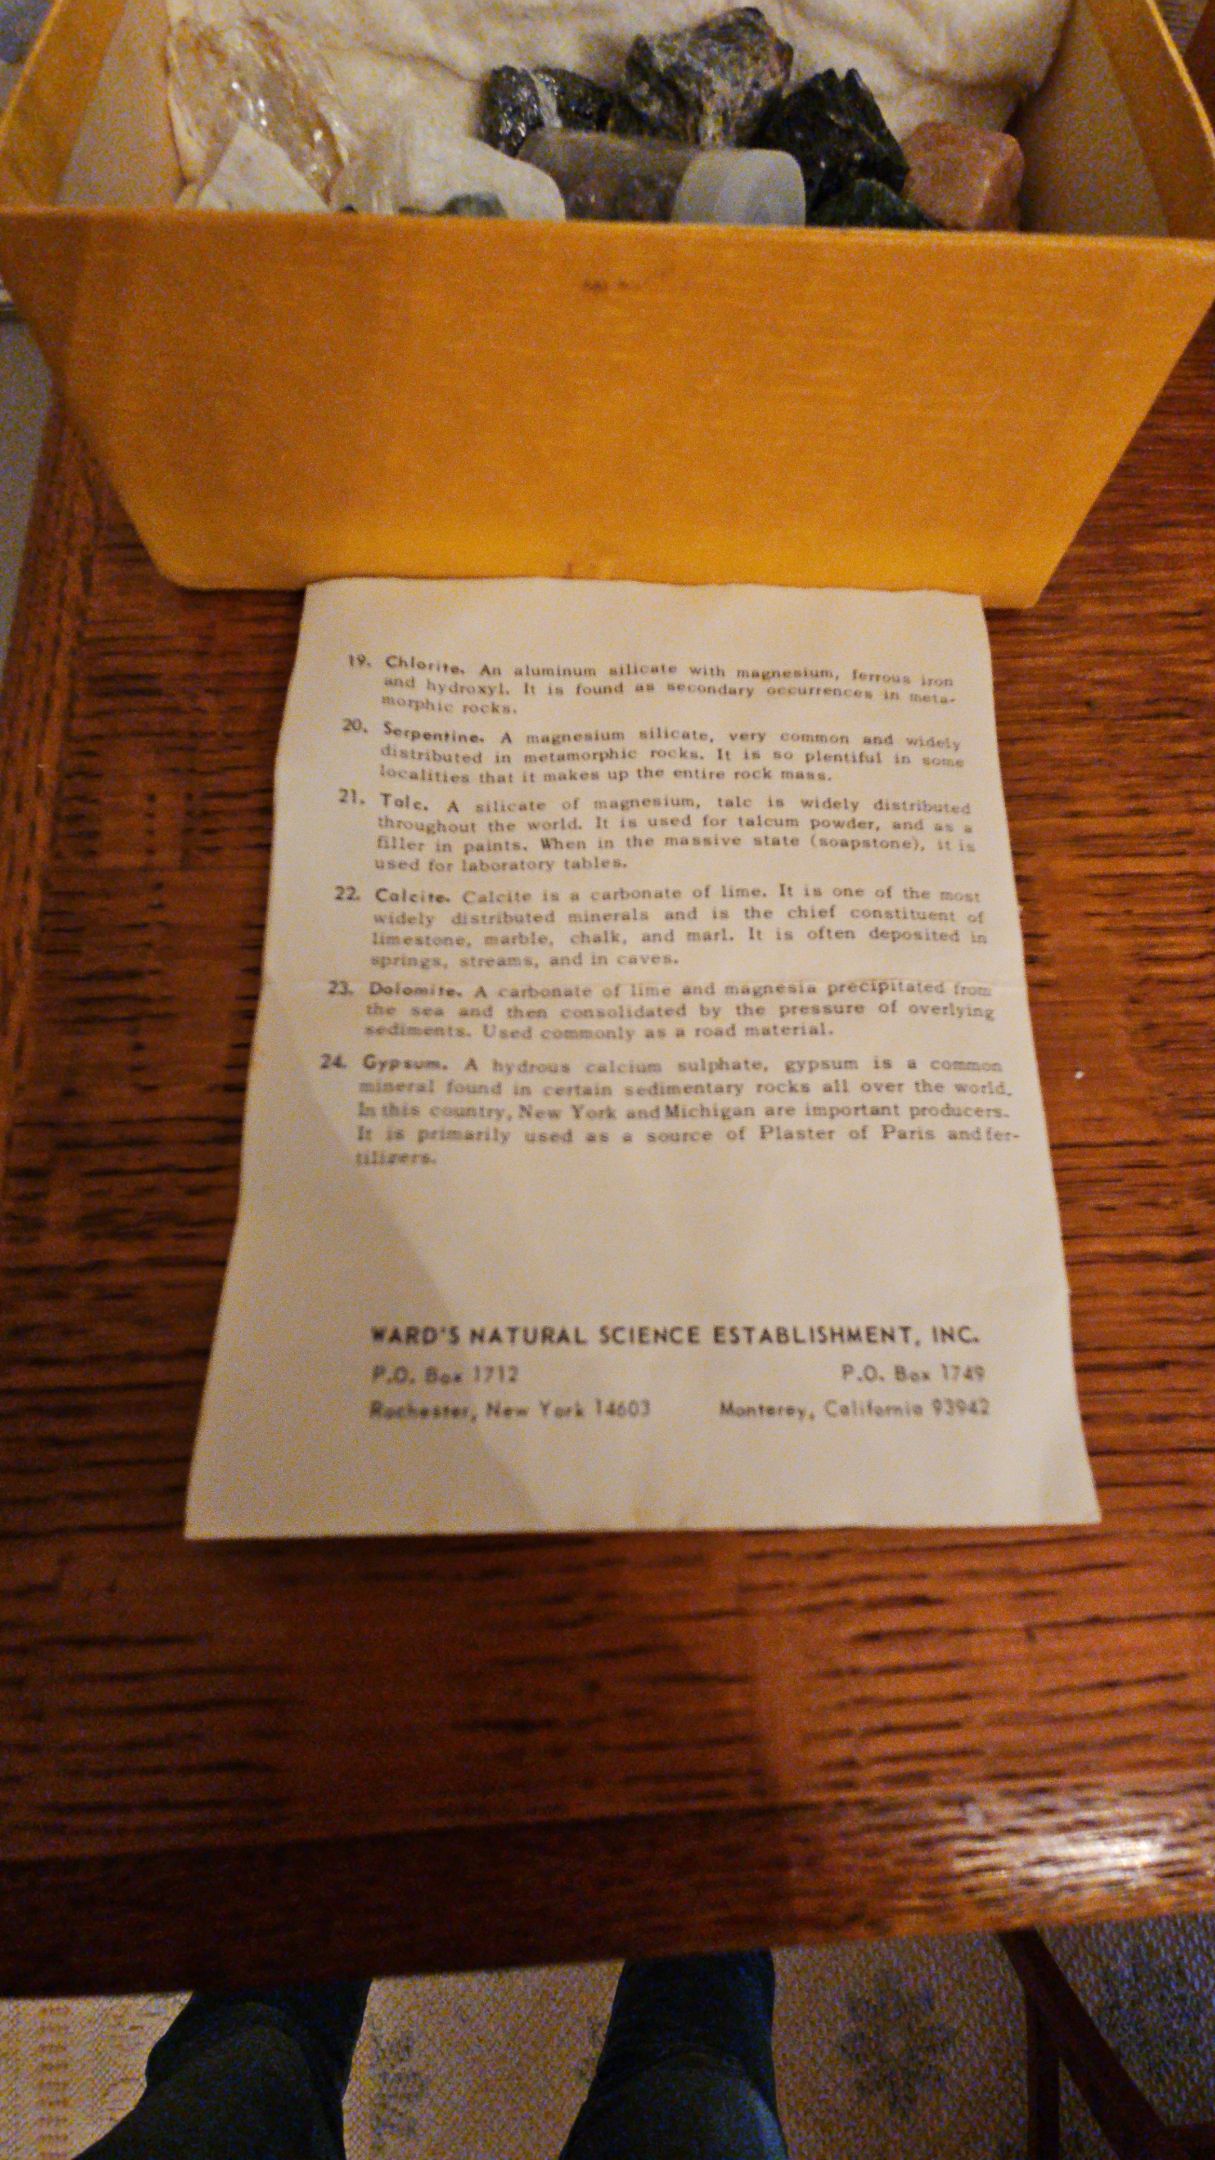 19. Chlorite. An aluminum silicate with magnesium, ferrous iron
and hydroxyl. It is found as secondary occurrences in meta-
morphic rocks.
20. Serpentine. A magnesium silicate, very common and widely
distributed in metamorphic rocks. It is so plentiful in some
localities that it makes up the entire rock mass.
21. Talc. A silicate of magnesium, talc is widely distributed
throughout the world. It is used for talcum powder, and as a
filler in paints. When in the massive state (soapstone), it is
used for laboratory tables.
22. Calcite. Calcite is a carbonate of lime. It is one of the most
widely distributed minerals and is the chief constituent of
limestone, marble, chalk, and marl. It is often deposited in
springs, streams, and in caves.
23. Dolomite. A carbonate of lime and magnesia precipitated from
the sea and then consolidated by the pressure of overlying
sediments. Used commonly as a road material.
24. Gypsum. A hydrous calcium sulphate, gypsum is a common
mineral found in certain sedimentary rocks all over the world.
In this country, New York and Michigan are important producers.
It is primarily used as a source of Plaster of Paris and fer-
tilizers.
WARD'S NATURAL SCIENCE ESTABLISHMENT, INC.
P.O. Box 1712 P.O. Box 1749
Rochester, New York 14603 Monterey, California 93942